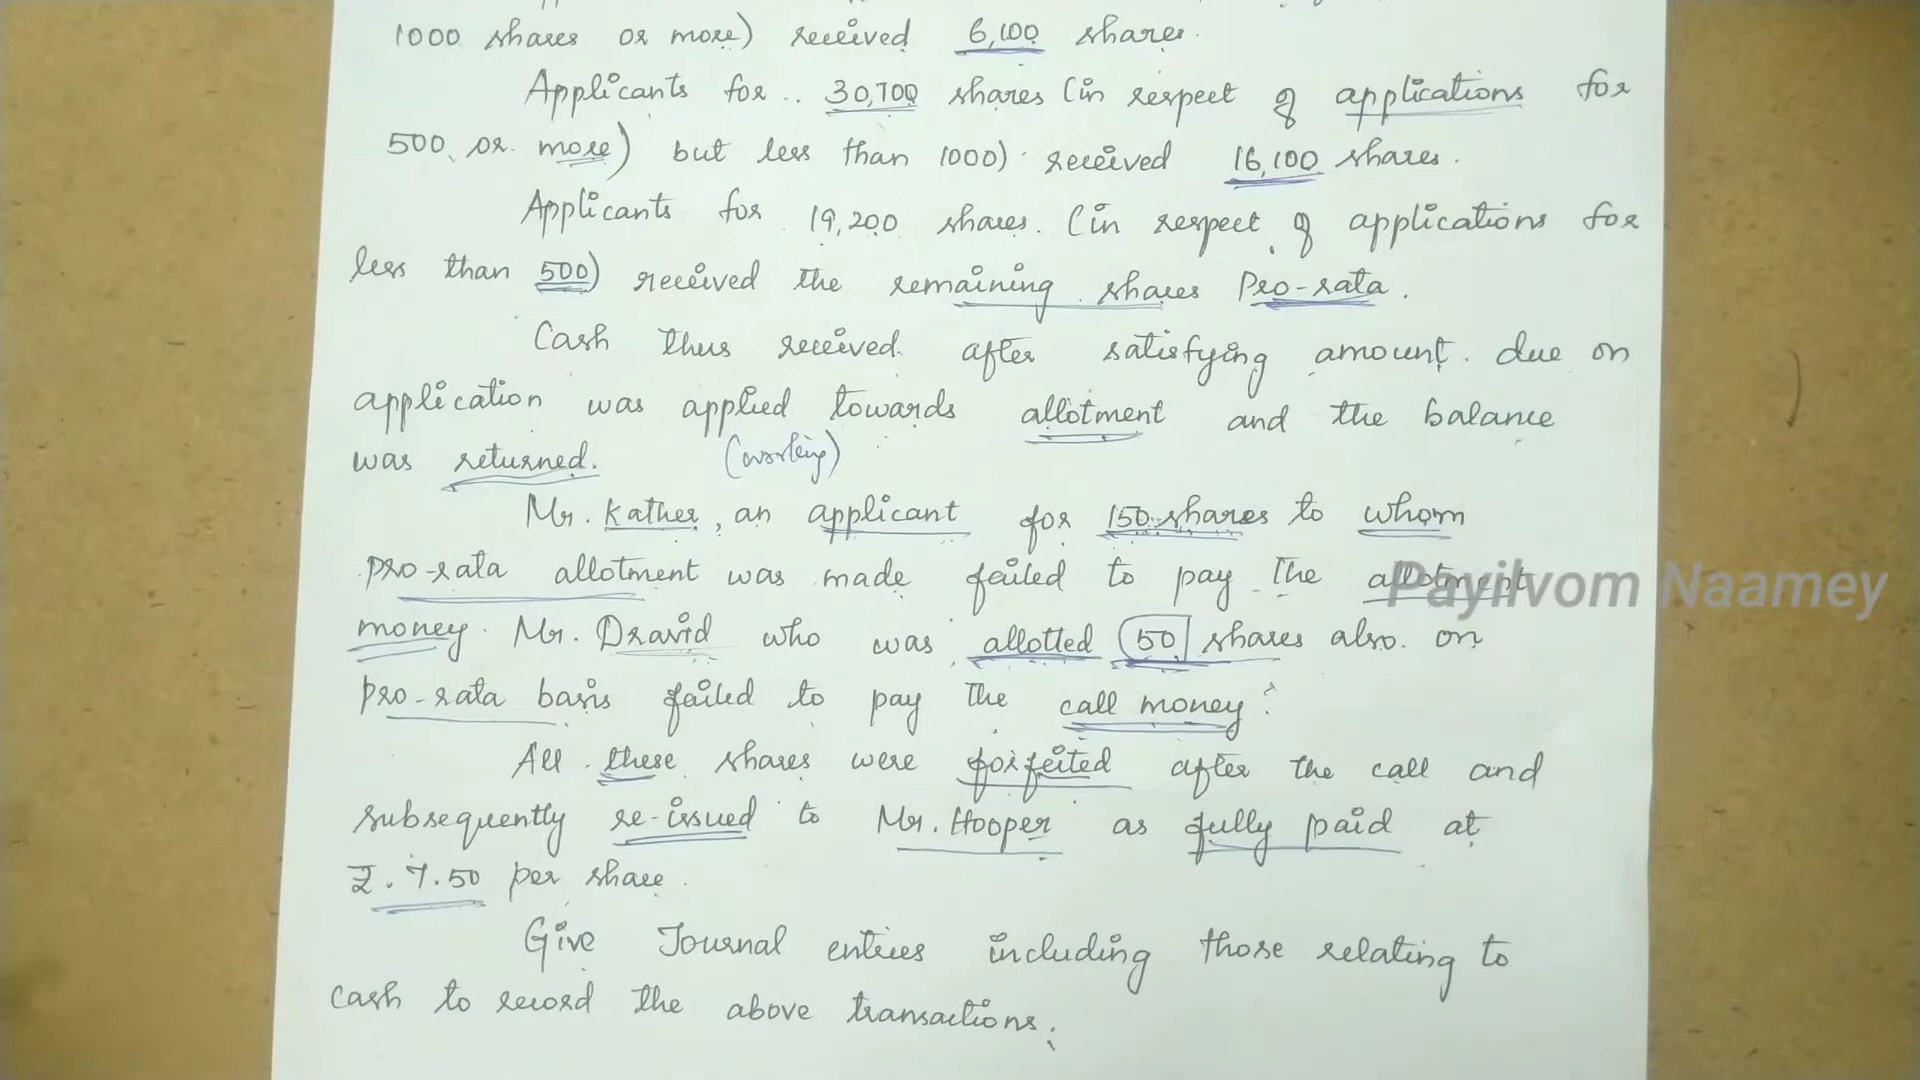 1000 shares or more) received 6,100 shares.
Applicants for .. 30,700 shares (in respect of applications for
500 or more) but less than 1000) received 16,100 shares.
Applicants for 19,200 shares. (in respect of applications for
less than 500) received the remaining shares Pro-rata.
Cash thus received after satisfying amount. due on
application was applied towards allotment and the balance
was returned. (working)
Mr. Kather, an applicant for 150 shares to whom
pro-rata allotment was made failed to pay the allotment
money. Mr. Dravid who was allotted 50 shares also on
pro-rata basis failed to pay the call money.
All these shares were forfeited after the call and
subsequently re-issued to Mr. Hooper as fully paid at
₹. 7.50 per share.
Give Journal entries including those relating to
cash to record the above transactions.
Payilvom Naamey